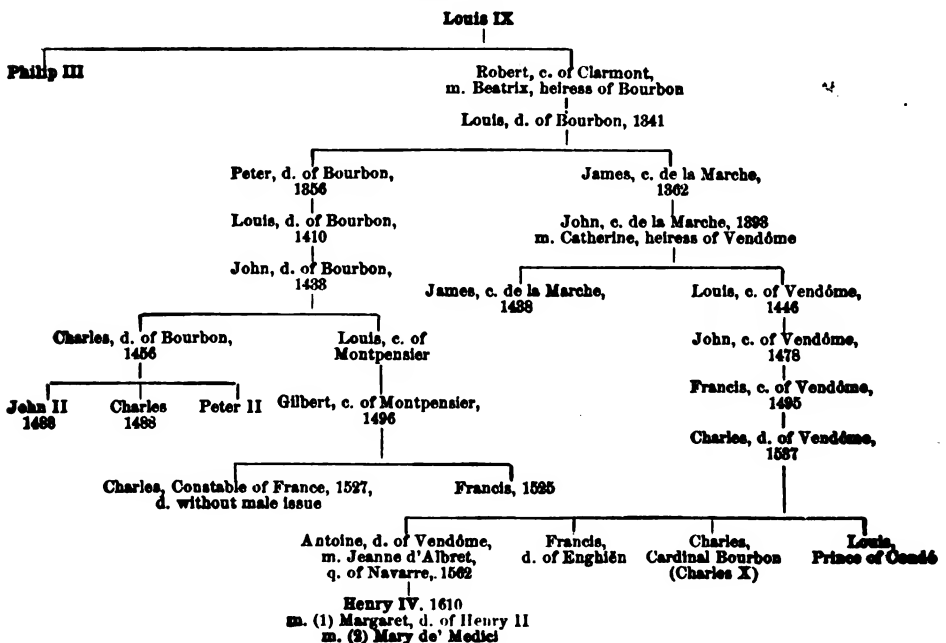 Louis IX
Philip III
Robert, c. of Clarmont,
m. Beatrix, heiress of Bourbon
Louis, d. of Bourbon, 1341
Peter, d. of Bourbon,
1356
James, c. de la Marche,
1362
Louis, d. of Bourbon,
1410
John, c. de la Marche, 1393
m. Catherine, heiress of Vendôme
John, d. of Bourbon,
1438
James, c. de la Marche,
1438
Louis, c. of Vendôme,
1446
Charles, d. of Bourbon,
1456
Louis, c. of
Montpensier
John, c. of Vendôme,
1478
John II
1488
Charles
1488
Peter II
Gilbert, c. of Montpensier,
1496
Francis, c. of Vendôme,
1495
Charles, d. of Vendôme,
1537
Charles, Constable of France, 1527,
d. without male issue
Francis, 1525
Antoine, d. of Vendôme,
m. Jeanne d'Albret,
q. of Navarre, 1562
Francis,
d. of Enghiën
Charles,
Cardinal Bourbon
(Charles X)
Louis,
Prince of Condé
Henry IV. 1610
m. (1) Margaret, d. of Henry II
m. (2) Mary de' Medici